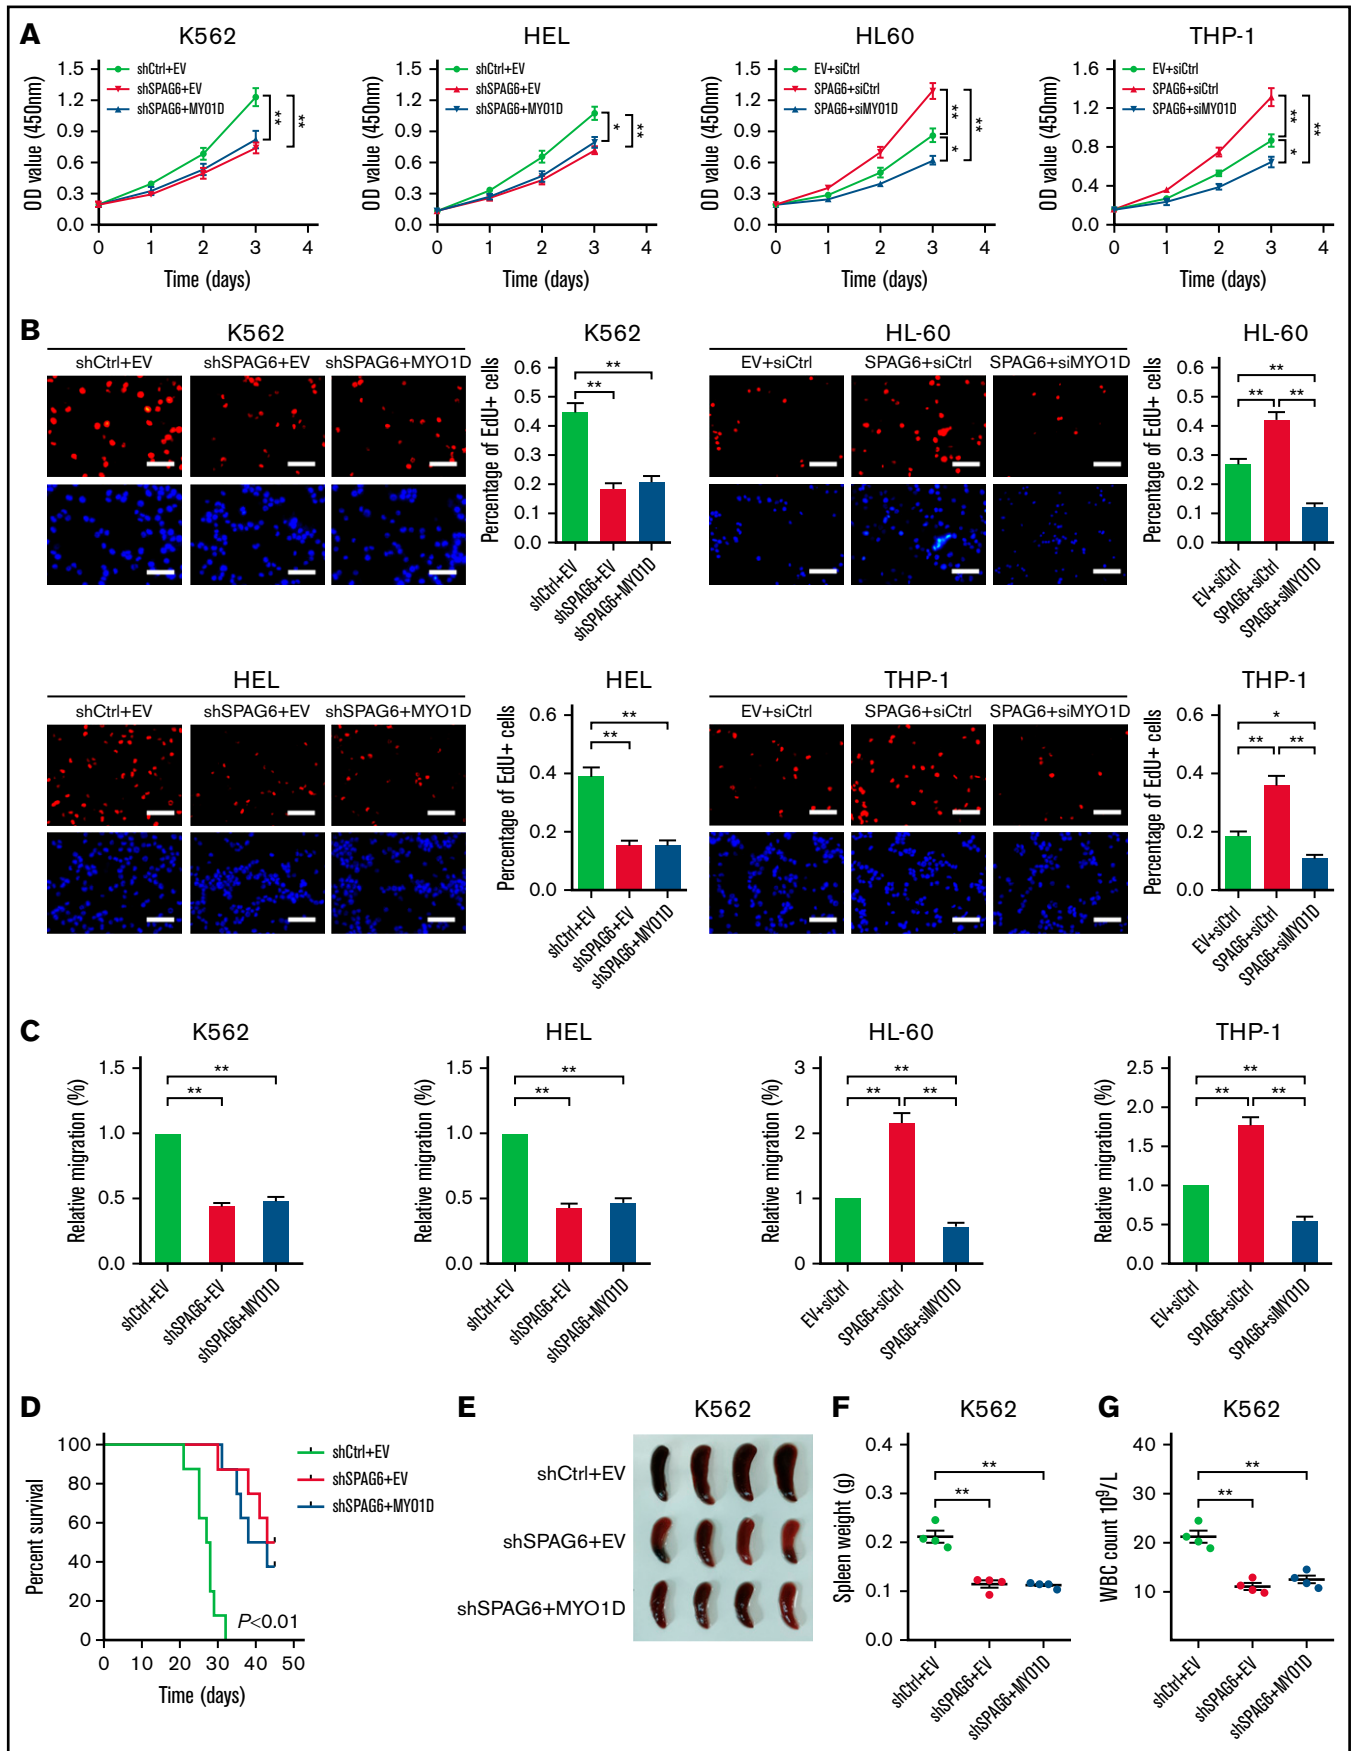 A
K562
HEL
HL60
THP-1
OD value (450nm)
1.5
1.2
0.9
0.6
0.3
0.0
shCtrl+EV
shSPAG6+EV
shSPAG6+MYO1D
**
**
0 1 2 3 4
Time (days)
OD value (450nm)
1.5
1.2
0.9
0.6
0.3
0.0
shCtrl+EV
shSPAG6+EV
shSPAG6+MYO1D
*
**
0 1 2 3 4
Time (days)
OD value (450nm)
1.5
1.2
0.9
0.6
0.3
0.0
EV+siCtrl
SPAG6+siCtrl
SPAG6+siMYO1D
**
*
**
0 1 2 3 4
Time (days)
OD value (450nm)
1.6
1.2
0.8
0.4
0.0
EV+siCtrl
SPAG6+siCtrl
SPAG6+siMYO1D
**
*
**
0 1 2 3 4
Time (days)
B
K562
shCtrl+EV shSPAG6+EV shSPAG6+MYO1D
K562
Percentage of EdU+ cells
0.6
0.5
0.4
0.3
0.2
0.1
0.0
**
**
shCtrl+EV
shSPAG6+EV
shSPAG6+MYO1D
HL-60
EV+siCtrl SPAG6+siCtrl SPAG6+siMYO1D
HL-60
Percentage of EdU+ cells
0.6
0.5
0.4
0.3
0.2
0.1
0.0
**
** **
EV+siCtrl
SPAG6+siCtrl
SPAG6+siMYO1D
HEL
shCtrl+EV shSPAG6+EV shSPAG6+MYO1D
HEL
Percentage of EdU+ cells
0.6
0.4
0.2
0.0
**
**
shCtrl+EV
shSPAG6+EV
shSPAG6+MYO1D
THP-1
EV+siCtrl SPAG6+siCtrl SPAG6+siMYO1D
THP-1
Percentage of EdU+ cells
0.6
0.4
0.2
0.0
*
** **
EV+siCtrl
SPAG6+siCtrl
SPAG6+siMYO1D
C
K562
Relative migration (%)
1.5
1.0
0.5
0.0
**
**
shCtrl+EV
shSPAG6+EV
shSPAG6+MYO1D
HEL
Relative migration (%)
1.5
1.0
0.5
0.0
**
**
shCtrl+EV
shSPAG6+EV
shSPAG6+MYO1D
HL-60
Relative migration (%)
3
2
1
0
**
** **
EV+siCtrl
SPAG6+siCtrl
SPAG6+siMYO1D
THP-1
Relative migration (%)
2.5
2.0
1.5
1.0
0.5
0.0
**
** **
EV+siCtrl
SPAG6+siCtrl
SPAG6+siMYO1D
D
Percent survival
100
80
60
40
20
0
shCtrl+EV
shSPAG6+EV
shSPAG6+MYO1D
P<0.01
0 10 20 30 40 50
Time (days)
E
K562
shCtrl+EV
shSPAG6+EV
shSPAG6+MYO1D
F
K562
Spleen weight (g)
0.4
0.3
0.2
0.1
0.0
**
**
shCtrl+EV
shSPAG6+EV
shSPAG6+MYO1D
G
K562
WBC count 10⁹/L
40
30
20
10
**
**
shCtrl+EV
shSPAG6+EV
shSPAG6+MYO1D